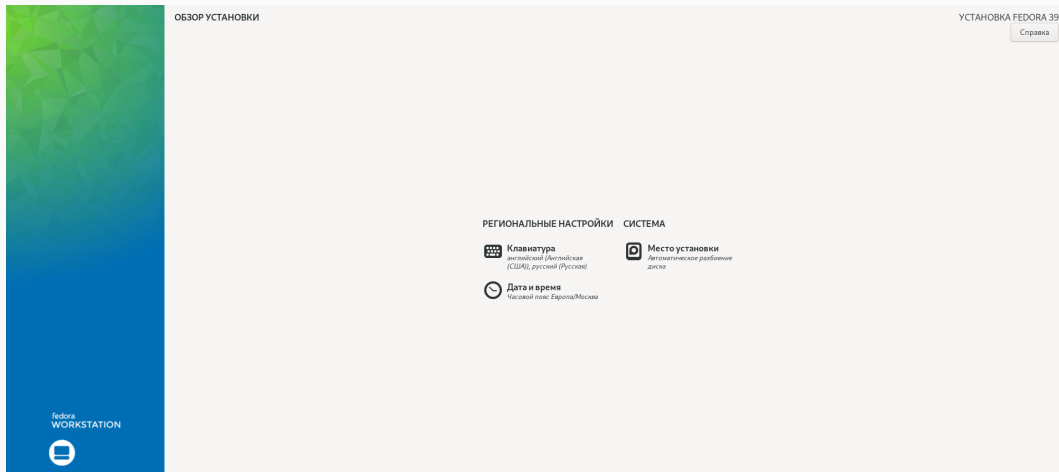 ОБЗОР УСТАНОВКИ
УСТАНОВКА FEDORA 39
Справка
РЕГИОНАЛЬНЫЕ НАСТРОЙКИ
Клавиатура
английский (Английская
(США)), русский (Русская)
Дата и время
Часовой пояс Европа/Москва
СИСТЕМА
Место установки
Автоматическое разбиение
диска
fedora
WORKSTATION